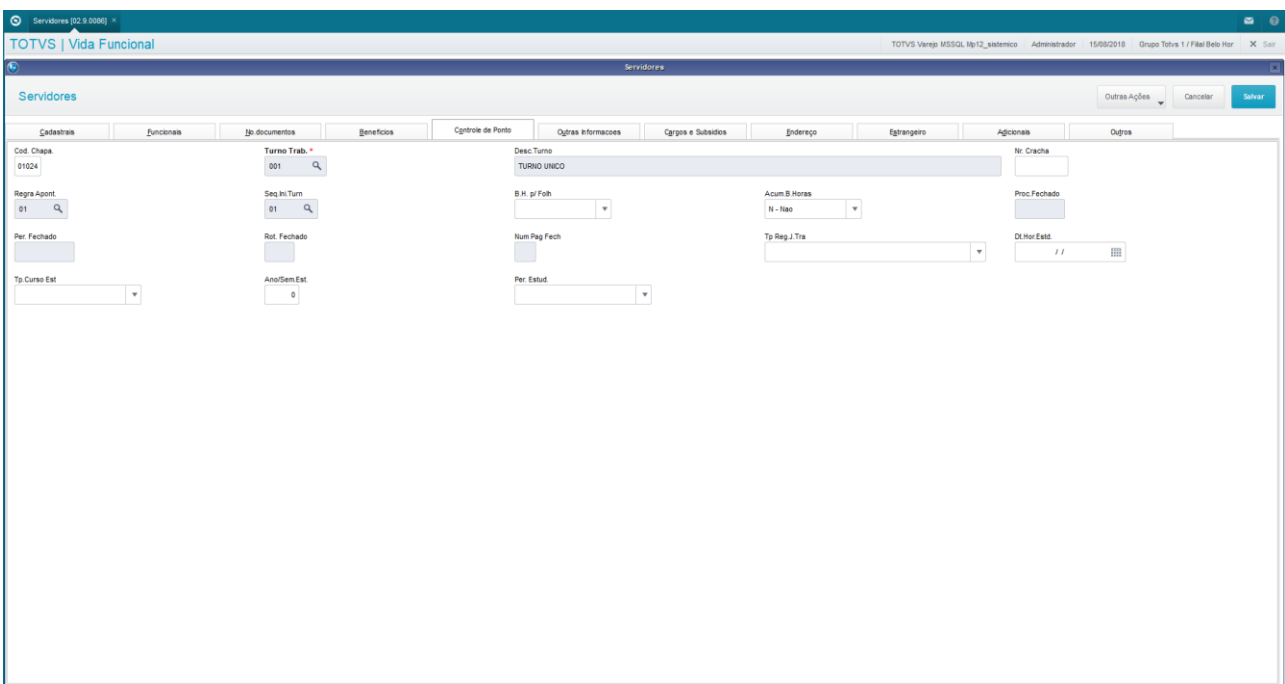 Servidores [02.9.0086] ×
TOTVS | Vida Funcional
TOTVS Varejo MSSQL Mp12_sistemico Administrador 15/08/2018 Grupo Totvs 1 / Filial Belo Hor X Sair
Servidores
Servidores
Outras Ações Cancelar Salvar
Cadastrais Funcionais No.documentos Beneficios Controle de Ponto Outras Informacoes Cargos e Subsidios Endereço Estrangeiro Adicionais Outros
Cod. Chapa. Turno Trab. * Desc.Turno Nr. Cracha
01024 001 TURNO UNICO
Regra Apont. Seq.Ini.Turn B.H. p/ Folh Acum.B.Horas Proc.Fechado
01 01 N - Nao
Per. Fechado Rot. Fechado Num Pag Fech Tp Reg.J.Tra Dt.Hor.Estd.
/ /
Tp.Curso Est Ano/Sem.Est. Per. Estud.
0